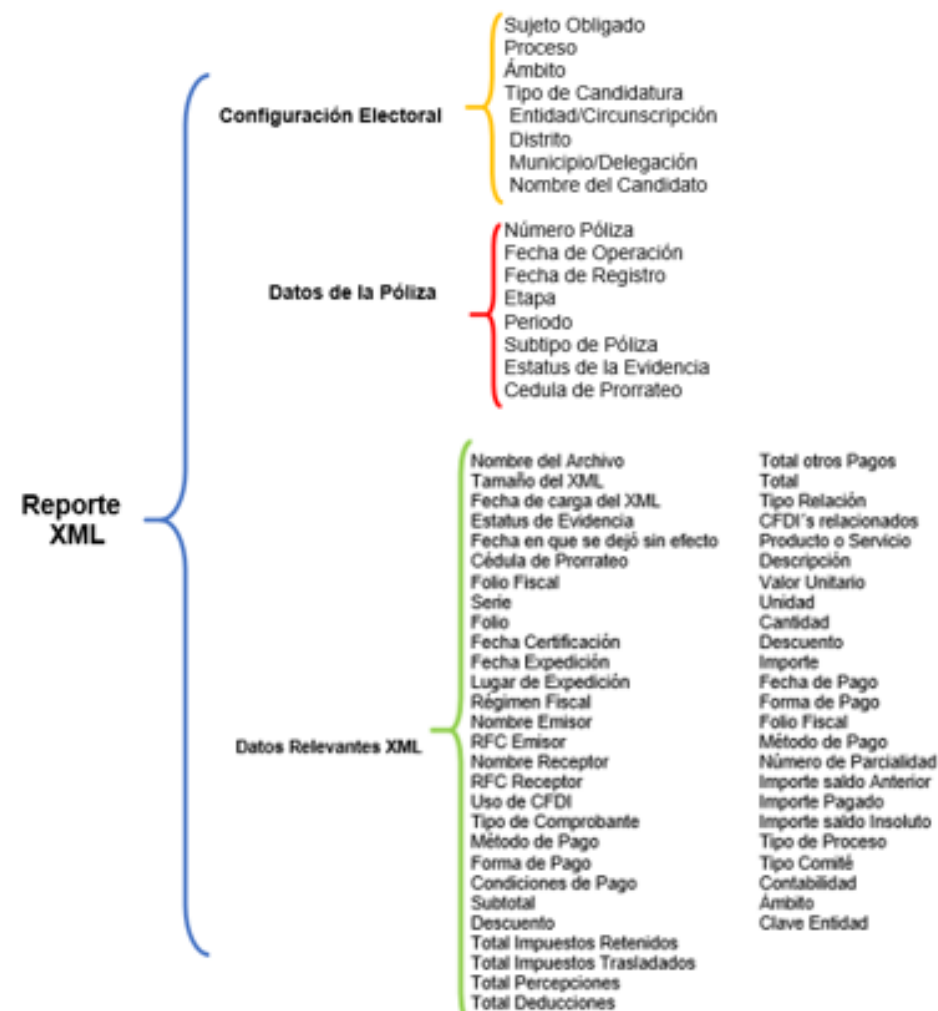 Reporte
XML
Configuración Electoral
Sujeto Obligado
Proceso
Ámbito
Tipo de Candidatura
Entidad/Circunscripción
Distrito
Municipio/Delegación
Nombre del Candidato
Datos de la Póliza
Número Póliza
Fecha de Operación
Fecha de Registro
Etapa
Periodo
Subtipo de Póliza
Estatus de la Evidencia
Cedula de Prorrateo
Datos Relevantes XML
Nombre del Archivo
Tamaño del XML
Fecha de carga del XML
Estatus de Evidencia
Fecha en que se dejó sin efecto
Cédula de Prorrateo
Folio Fiscal
Serie
Folio
Fecha Certificación
Fecha Expedición
Lugar de Expedición
Régimen Fiscal
Nombre Emisor
RFC Emisor
Nombre Receptor
RFC Receptor
Uso de CFDI
Tipo de Comprobante
Método de Pago
Forma de Pago
Condiciones de Pago
Subtotal
Descuento
Total Impuestos Retenidos
Total Impuestos Trasladados
Total Percepciones
Total Deducciones
Total otros Pagos
Total
Tipo Relación
CFDI´s relacionados
Producto o Servicio
Descripción
Valor Unitario
Unidad
Cantidad
Descuento
Importe
Fecha de Pago
Forma de Pago
Folio Fiscal
Método de Pago
Número de Parcialidad
Importe saldo Anterior
Importe Pagado
Importe saldo Insoluto
Tipo de Proceso
Tipo Comité
Contabilidad
Ámbito
Clave Entidad